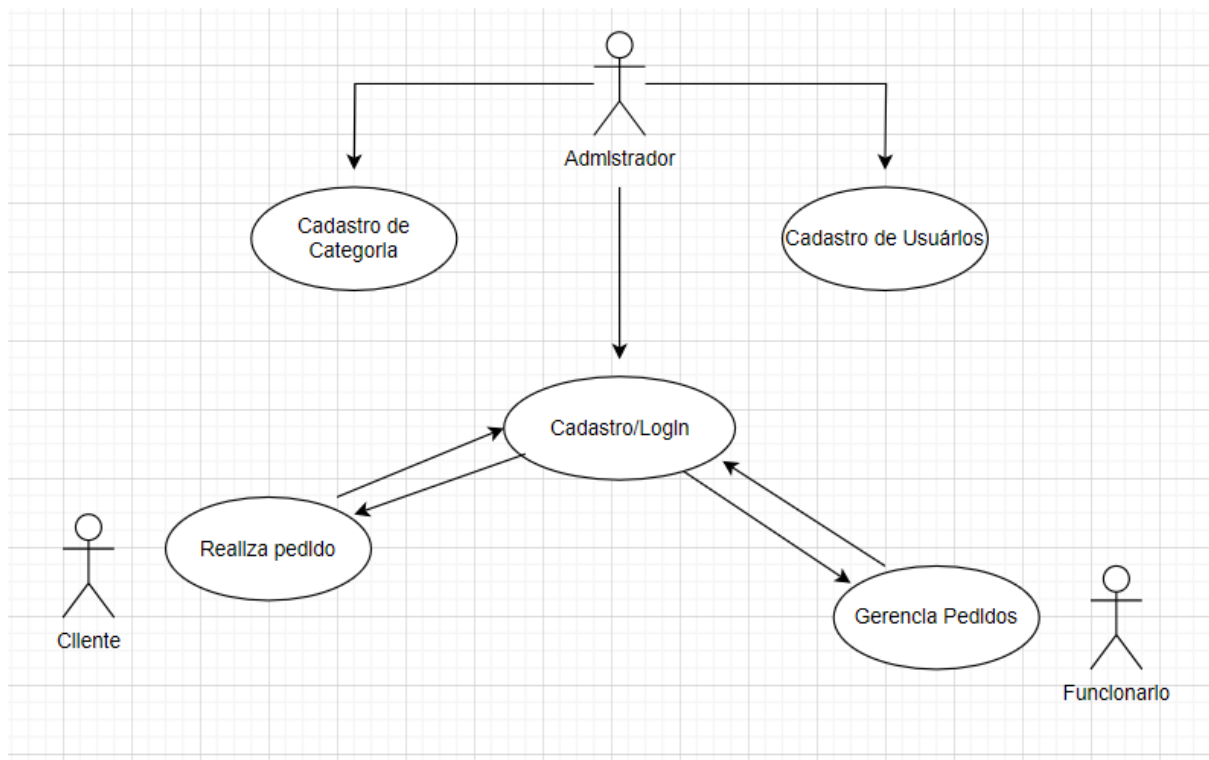 Admistrador
Cadastro de
Categoria
Cadastro de Usuários
Cadastro/Login
Realiza pedido
Cliente
Gerencia Pedidos
Funcionario